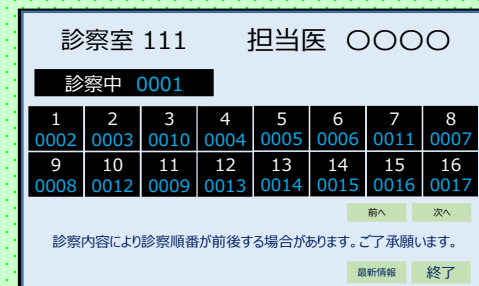 診察室 111 担当医 〇〇〇〇
診察中 0001
1 2 3 4 5 6 7 8
0002 0003 0010 0004 0005 0006 0011 0007
9 10 11 12 13 14 15 16
0008 0012 0009 0013 0014 0015 0016 0017
前へ 次へ
診察内容により診察順番が前後する場合があります。ご了承願います。
最新情報 終了